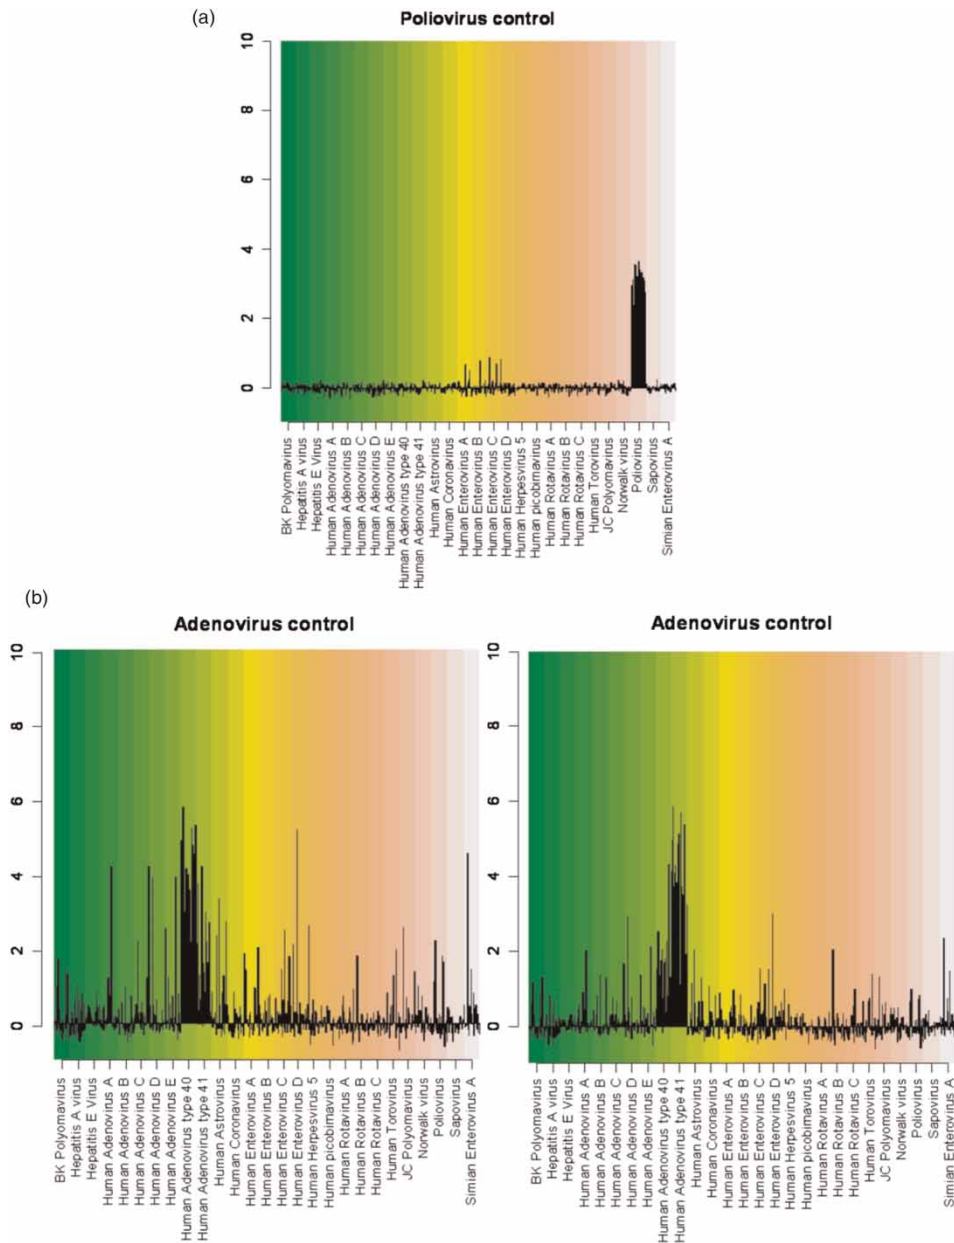 (a)
Poliovirus control
10
8
6
4
2
0
BK Polyomavirus
Hepatitis A virus
Hepatitis E Virus
Human Adenovirus A
Human Adenovirus B
Human Adenovirus C
Human Adenovirus D
Human Adenovirus E
Human Adenovirus type 40
Human Adenovirus type 41
Human Astrovirus
Human Coronavirus
Human Enterovirus A
Human Enterovirus B
Human Enterovirus C
Human Enterovirus D
Human Herpesvirus 5
Human picobirnavirus
Human Rotavirus A
Human Rotavirus B
Human Rotavirus C
Human Torovirus
JC Polyomavirus
Norwalk virus
Poliovirus
Sapovirus
Simian Enterovirus A
(b)
Adenovirus control
10
8
6
4
2
0
BK Polyomavirus
Hepatitis A virus
Hepatitis E Virus
Human Adenovirus A
Human Adenovirus B
Human Adenovirus C
Human Adenovirus D
Human Adenovirus E
Human Adenovirus type 40
Human Adenovirus type 41
Human Astrovirus
Human Coronavirus
Human Enterovirus A
Human Enterovirus B
Human Enterovirus C
Human Enterovirus D
Human Herpesvirus 5
Human picobirnavirus
Human Rotavirus A
Human Rotavirus B
Human Rotavirus C
Human Torovirus
JC Polyomavirus
Norwalk virus
Poliovirus
Sapovirus
Simian Enterovirus A
Adenovirus control
10
8
6
4
2
0
BK Polyomavirus
Hepatitis A virus
Hepatitis E Virus
Human Adenovirus A
Human Adenovirus B
Human Adenovirus C
Human Adenovirus D
Human Adenovirus E
Human Adenovirus type 40
Human Adenovirus type 41
Human Astrovirus
Human Coronavirus
Human Enterovirus A
Human Enterovirus B
Human Enterovirus C
Human Enterovirus D
Human Herpesvirus 5
Human picobirnavirus
Human Rotavirus A
Human Rotavirus B
Human Rotavirus C
Human Torovirus
JC Polyomavirus
Norwalk virus
Poliovirus
Sapovirus
Simian Enterovirus A